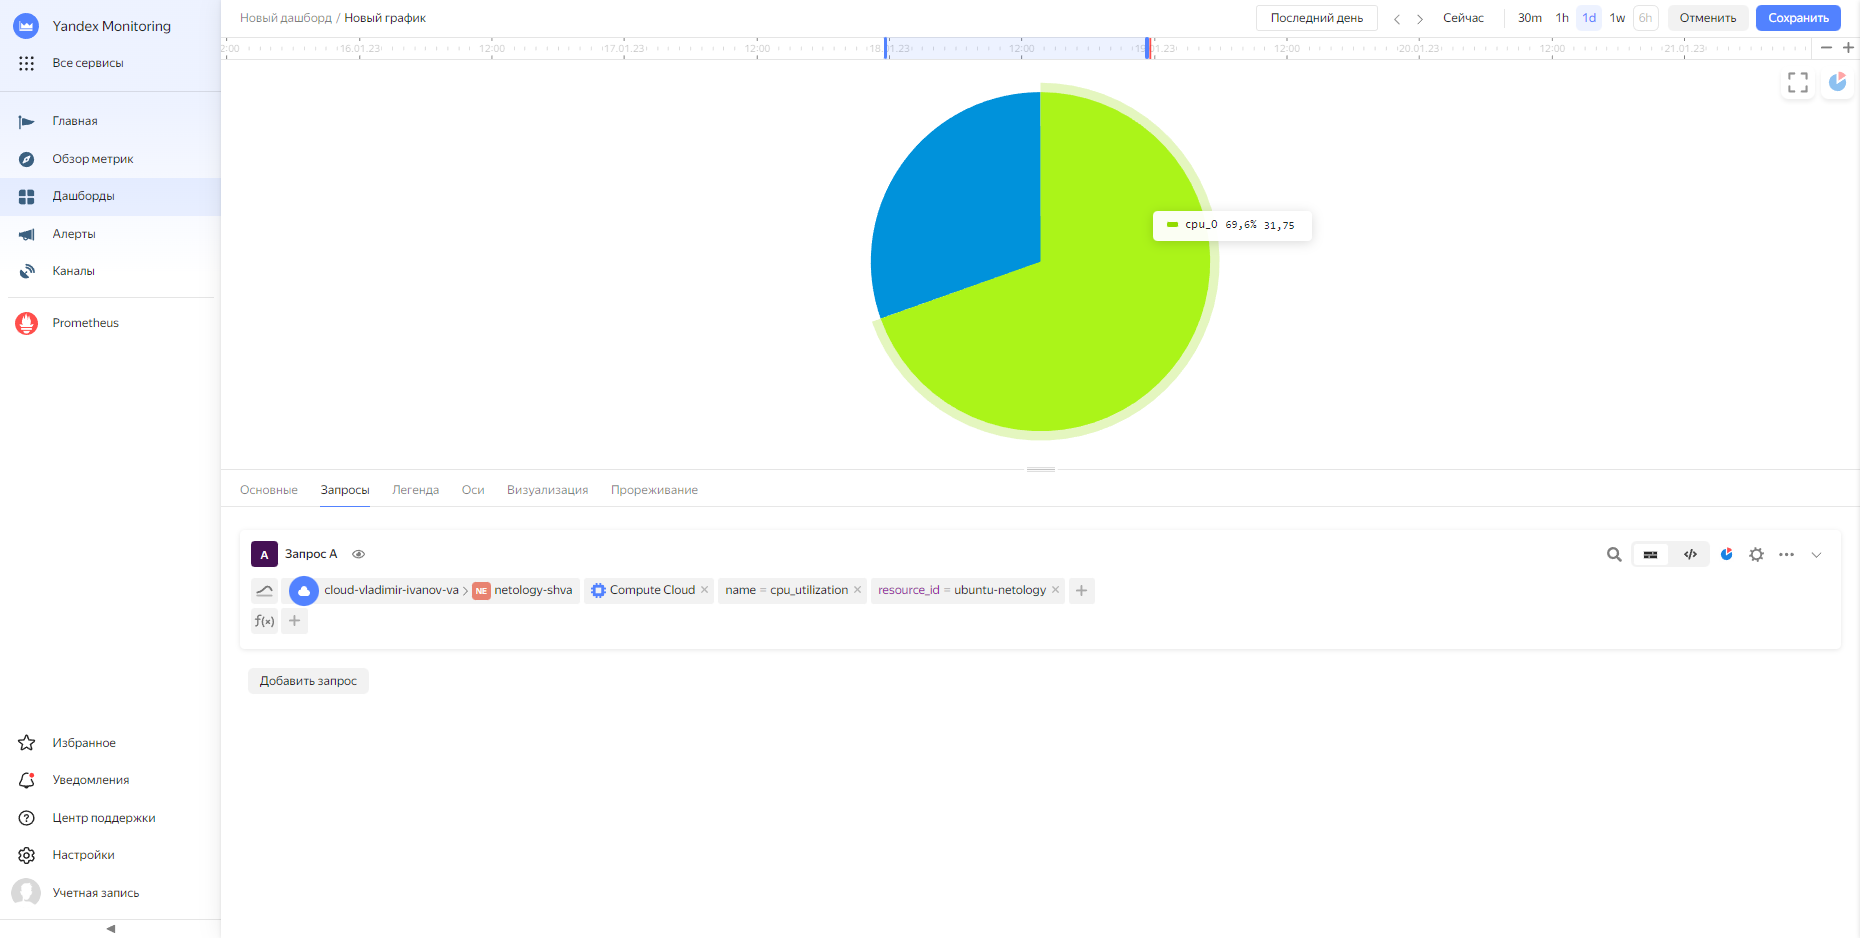 Yandex Monitoring
Все сервисы
Главная
Обзор метрик
Дашборды
Алерты
Каналы
Prometheus
Избранное
Уведомления
Центр поддержки
Настройки
Учетная запись
Новый дашборд / Новый график
Последний день
Сейчас
30m 1h 1d 1w 6h
Отменить
Сохранить
2:00 16.01.23 12:00 17.01.23 12:00 18.01.23 12:00 19.01.23 12:00 20.01.23 12:00 21.01.23
cpu_0 69,6% 31,75
Основные Запросы Легенда Оси Визуализация Прореживание
A Запрос A
cloud-vladimir-ivanov-va > NE netology-shva Compute Cloud × name = cpu_utilization × resource_id = ubuntu-netology × +
f(x) +
Добавить запрос